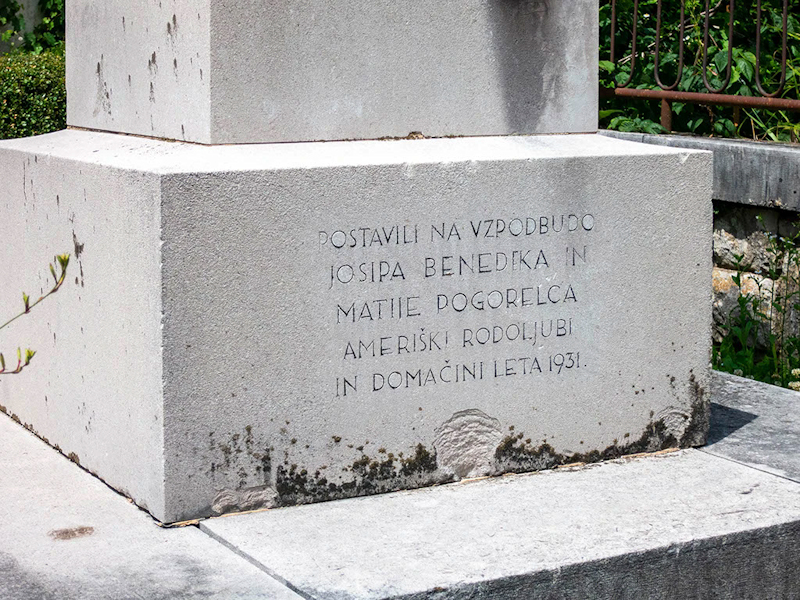 POSTAVILI NA VZPODBUDO
JOSIPA BENEDIKA IN
MATIJE POGORELCA
AMERIŠKI RODOLJUBI
IN DOMAČINI LETA 1931.